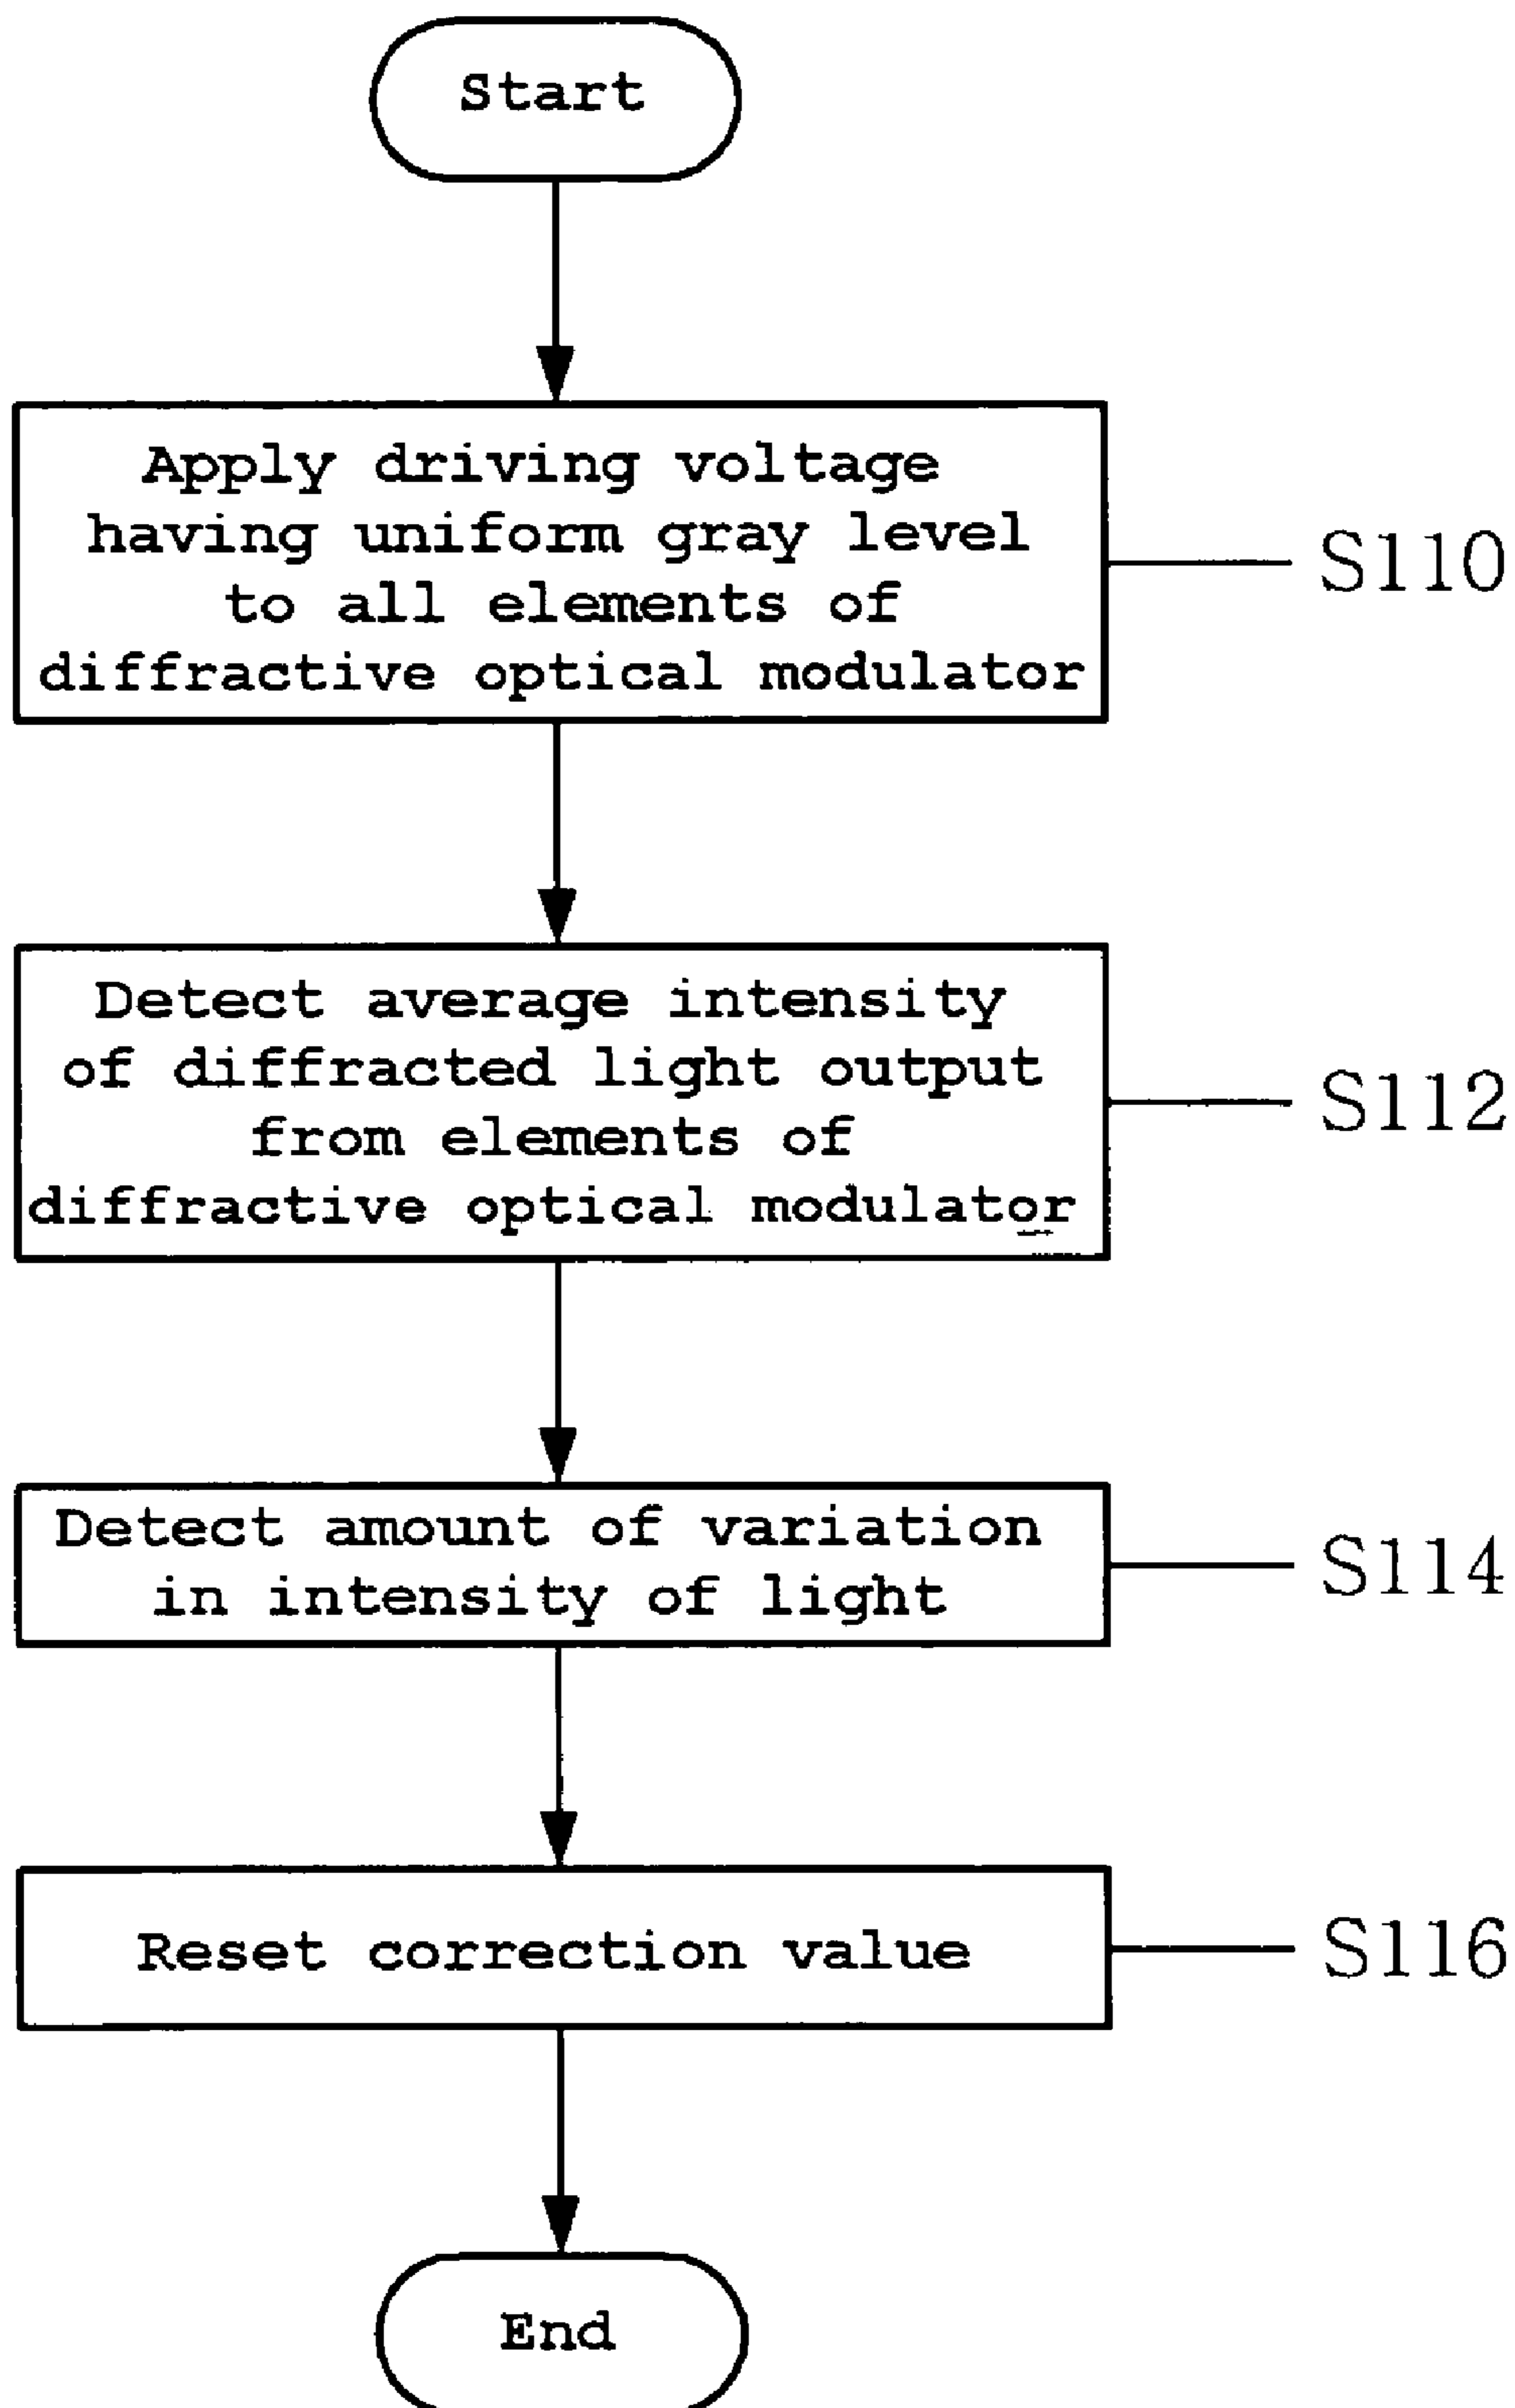 Start
Apply driving voltage
having uniform gray level
to all elements of
diffractive optical modulator
S110
Detect average intensity
of diffracted light output
from elements of
diffractive optical modulator
S112
Detect amount of variation
in intensity of light
S114
Reset correction value
S116
End